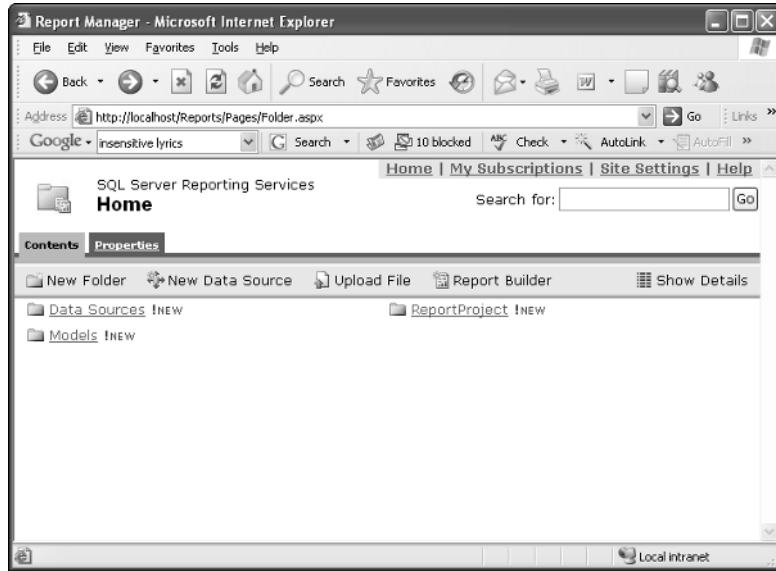 Report Manager - Microsoft Internet Explorer
File Edit View Favorites Tools Help
Back Search Favorites
Address http://localhost/Reports/Pages/Folder.aspx Go Links »
Google insensitive lyrics G Search 10 blocked ABC Check AutoLink AutoFill »
Home | My Subscriptions | Site Settings | Help
SQL Server Reporting Services
Home
Search for: Go
Contents Properties
New Folder New Data Source Upload File Report Builder Show Details
Data Sources !NEW ReportProject !NEW
Models !NEW
Local intranet